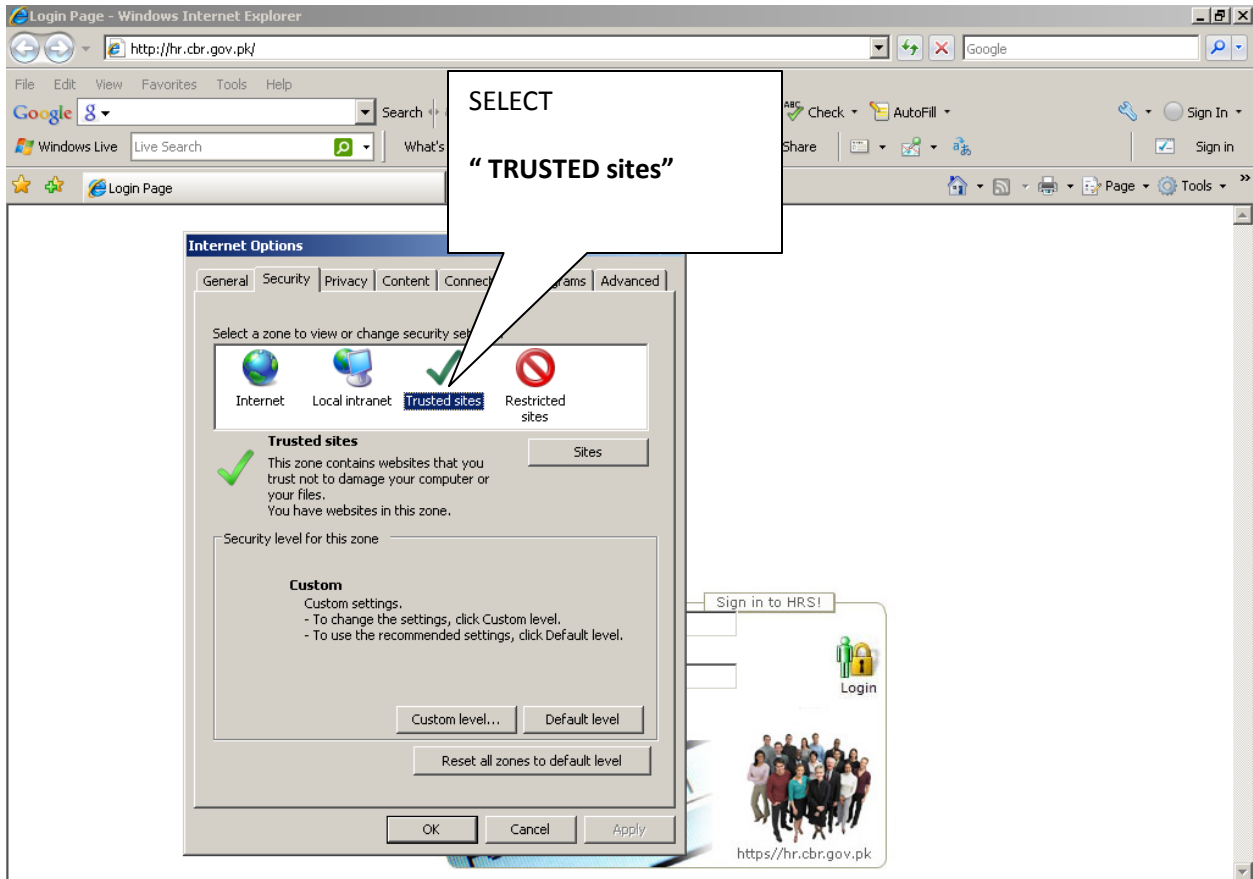 Login Page - Windows Internet Explorer
http://hr.cbr.gov.pk/
Google
File Edit View Favorites Tools Help
Google
Search
Check
AutoFill
Sign In
Windows Live
Live Search
What's
Share
Sign in
Login Page
Page
Tools
SELECT
“ TRUSTED sites”
Internet Options
General Security Privacy Content Connect grams Advanced
Select a zone to view or change security se
Internet
Local intranet
Trusted sites
Restricted
sites
Trusted sites
This zone contains websites that you
trust not to damage your computer or
your files.
You have websites in this zone.
Sites
Security level for this zone
Custom
Custom settings.
- To change the settings, click Custom level.
- To use the recommended settings, click Default level.
Custom level...
Default level
Reset all zones to default level
OK
Cancel
Apply
Sign in to HRS!
Login
https//hr.cbr.gov.pk